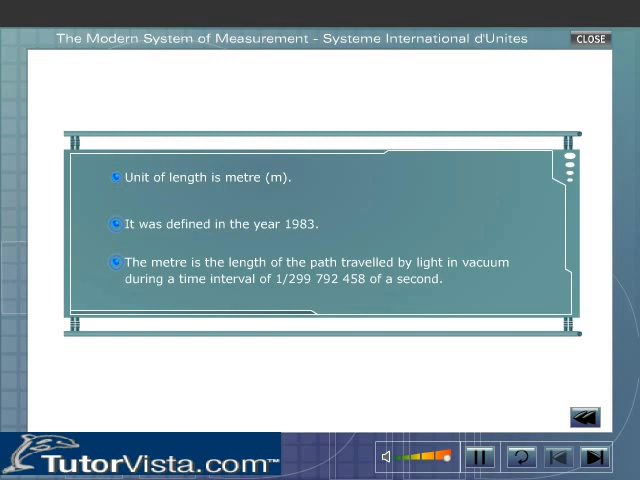 The Modern System of Measurement - Systeme International d'Unites
CLOSE
Unit of length is metre (m).
It was defined in the year 1983.
The metre is the length of the path travelled by light in vacuum
during a time interval of 1/299 792 458 of a second.
TutorVista.com™